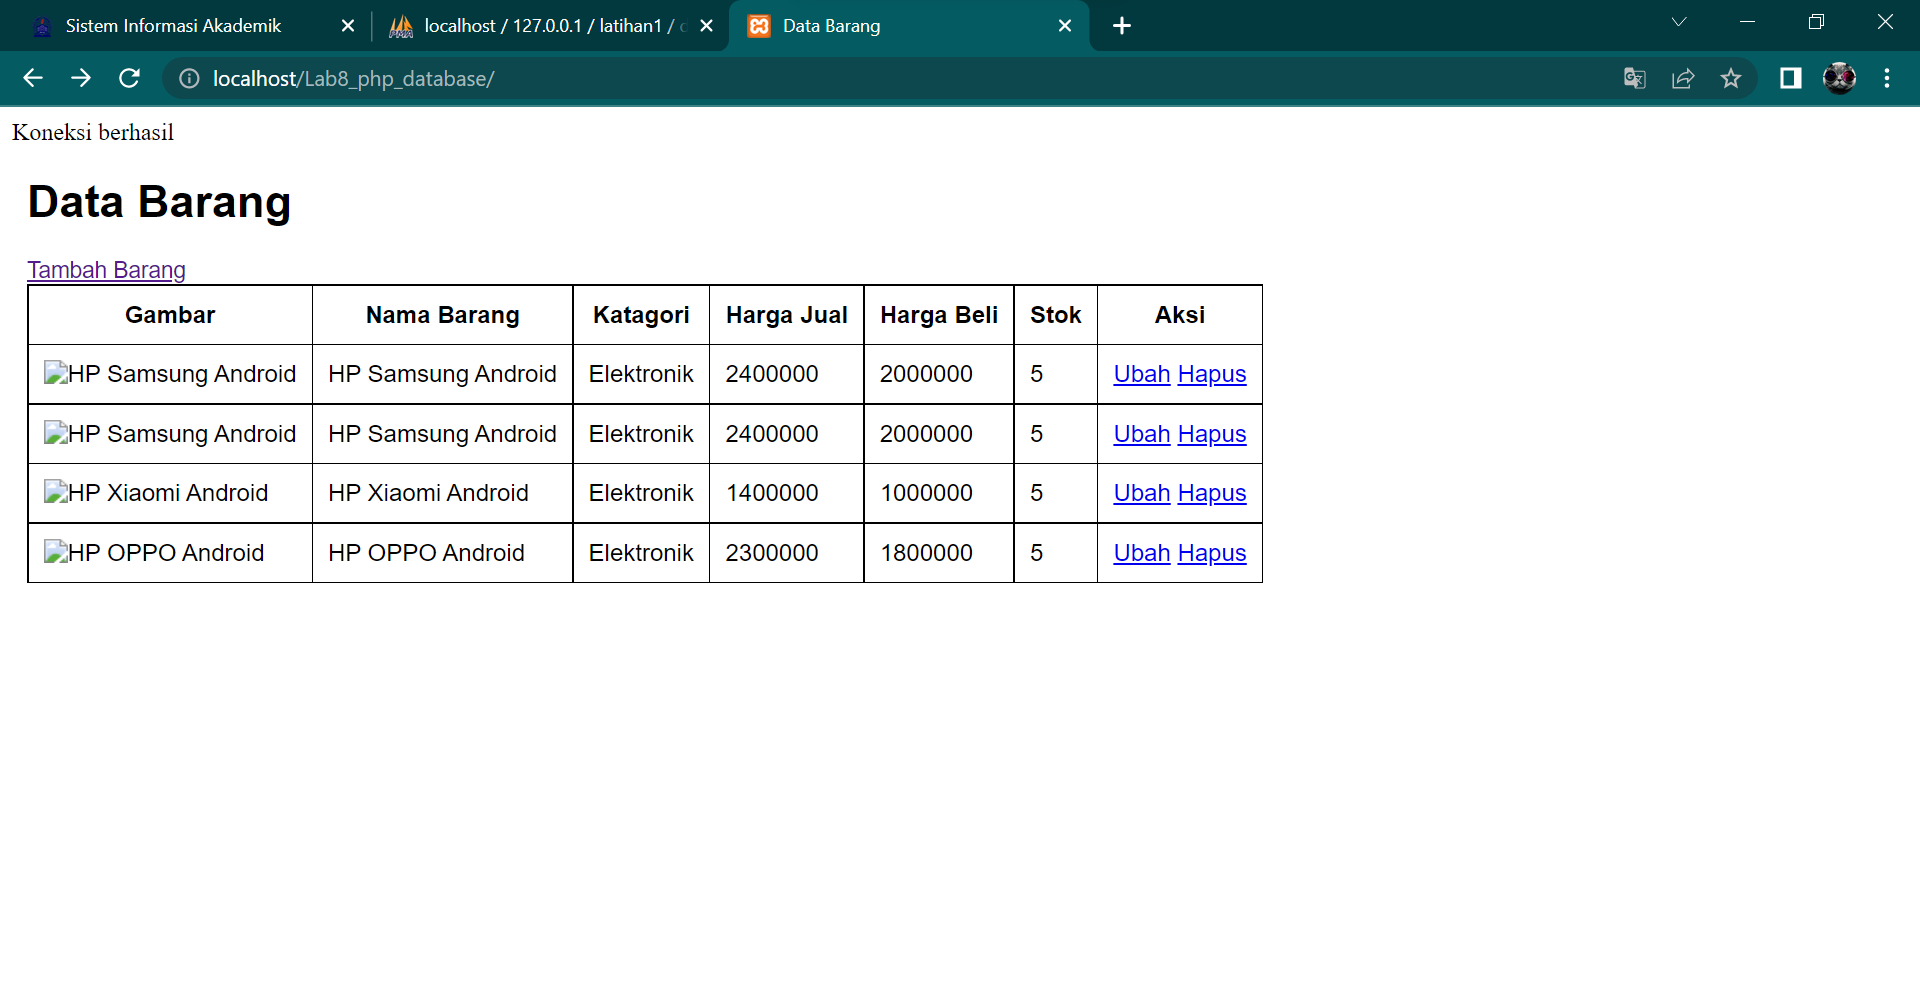 Sistem Informasi Akademik
localhost / 127.0.0.1 / latihan1 /
Data Barang
localhost/Lab8_php_database/
Koneksi berhasil
Data Barang
Tambah Barang
Gambar Nama Barang Katagori Harga Jual Harga Beli Stok Aksi
HP Samsung Android HP Samsung Android Elektronik 2400000 2000000 5 Ubah Hapus
HP Samsung Android HP Samsung Android Elektronik 2400000 2000000 5 Ubah Hapus
HP Xiaomi Android HP Xiaomi Android Elektronik 1400000 1000000 5 Ubah Hapus
HP OPPO Android HP OPPO Android Elektronik 2300000 1800000 5 Ubah Hapus